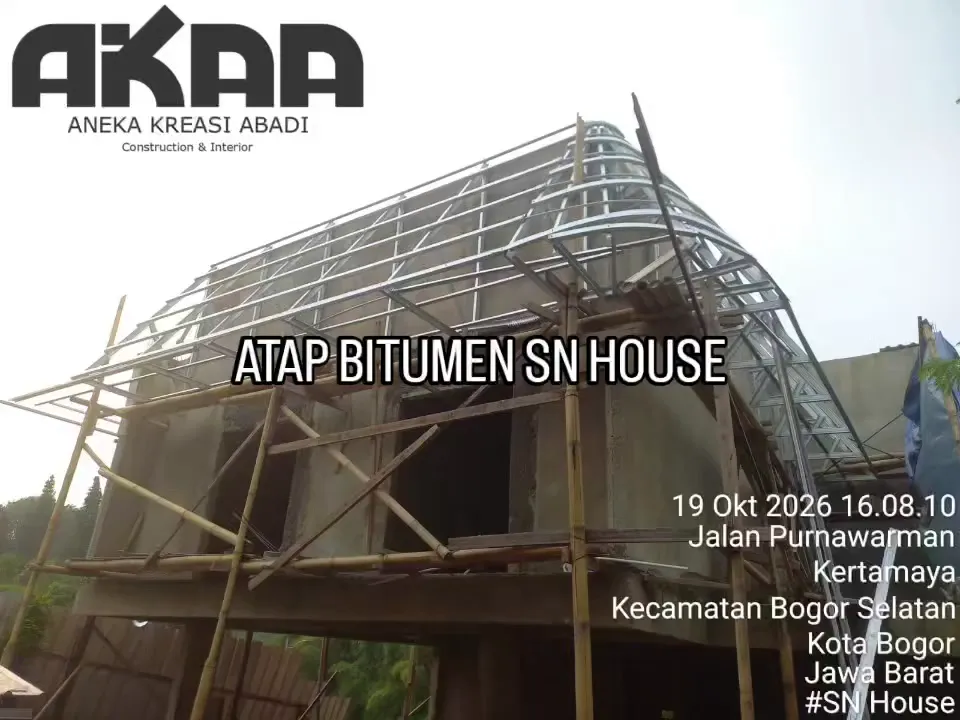 AKAA
ANEKA KREASI ABADI
Construction & Interior
ATAP BITUMEN SN HOUSE
19 Okt 2026 16.08.10
Jalan Purnawarman
Kertamaya
Kecamatan Bogor Selatan
Kota Bogor
Jawa Barat
#SN House